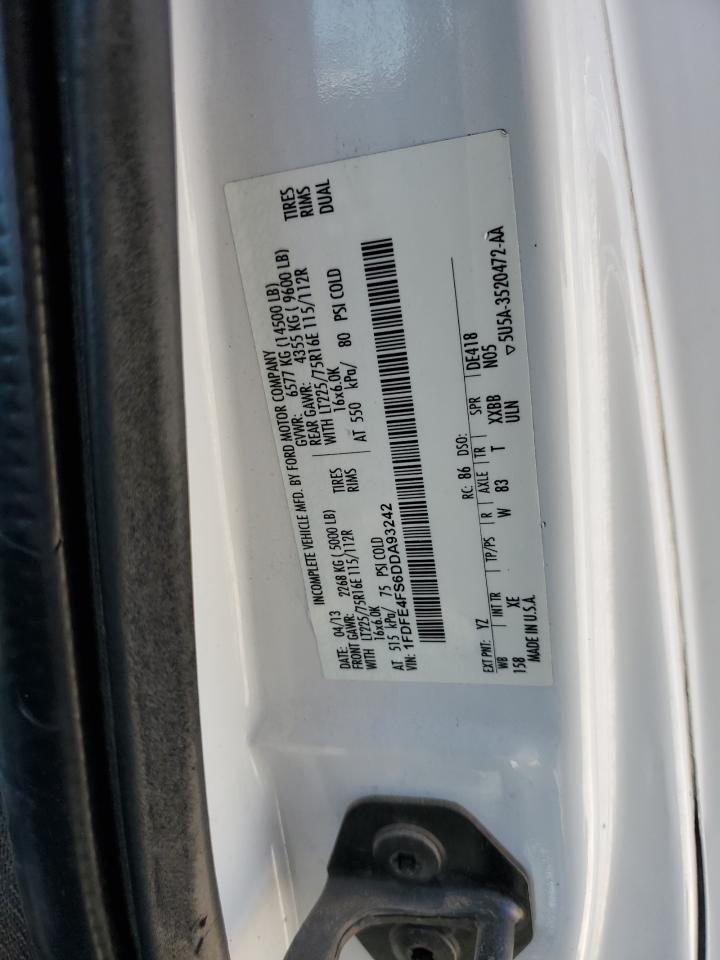 INCOMPLETE VEHICLE MFD. BY FORD MOTOR COMPANY
DATE: 04/13 GVWR: 6577 KG (14500 LB)
FRONT GAWR: 2268 KG (5000 LB) REAR GAWR: 4355 KG (9600 LB)
WITH LT225/75R16E 115/112R TIRES WITH LT225/75R16E 115/112R TIRES
16x6.0K RIMS 16x6.0K RIMS
AT 515 kPa/ 75 PSI COLD AT 550 kPa/ 80 PSI COLD DUAL
VIN: 1FDFE4FS6DDA93242
EXT PNT: YZ RC: 86 DSO:
WB INT TR TP/PS R AXLE TR SPR DE418
158 XE W 83 T XXBB N05
MADE IN U.S.A. ULN
▽5U5A-3520472-AA